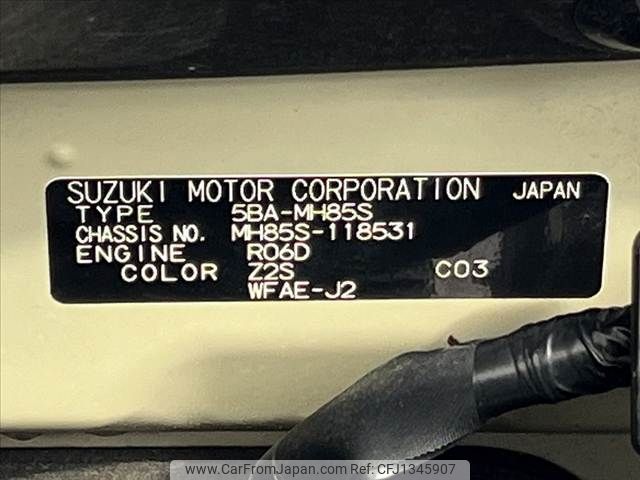 SUZUKI MOTOR CORPORATION JAPAN
TYPE 5BA-MH85S
CHASSIS NO. MH85S-118531
ENGINE R06D
COLOR Z2S C03
WFAE-J2
www.CarFromJapan.com CFJ1345907